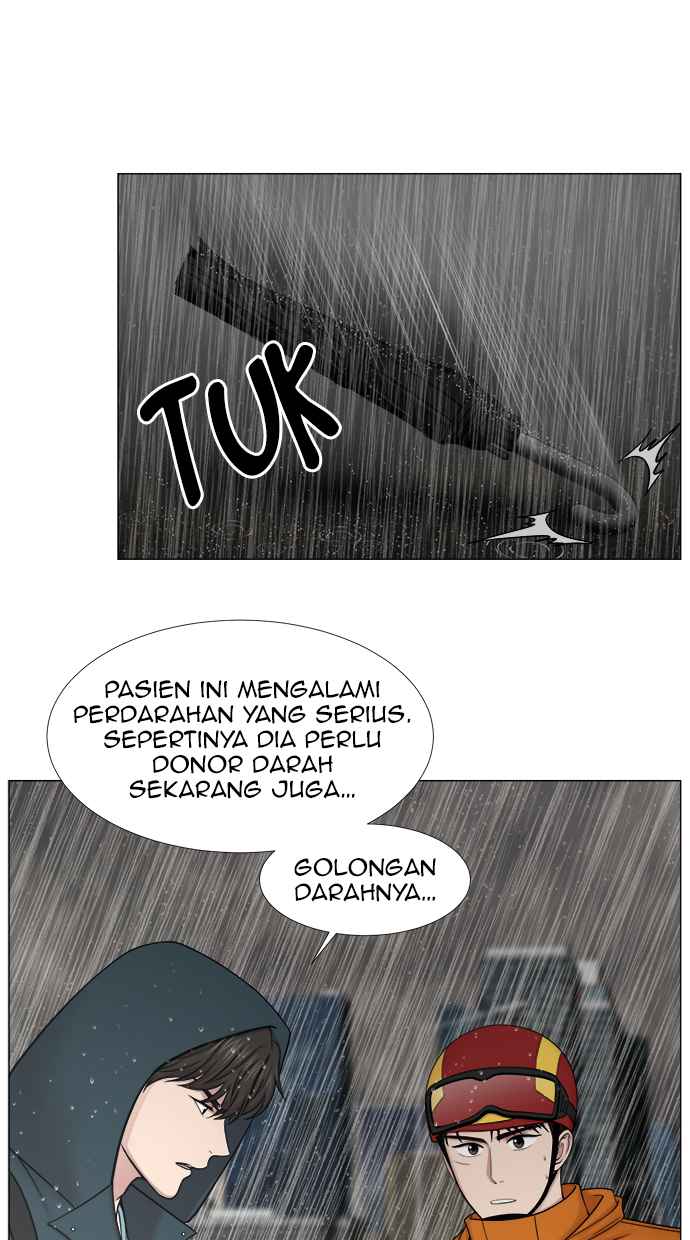 TUK
PASIEN INI MENGALAMI
PERDARAHAN YANG SERIUS.
SEPERTINYA DIA PERLU
DONOR DARAH
SEKARANG JUGA...
GOLONGAN
DARAHNYA...